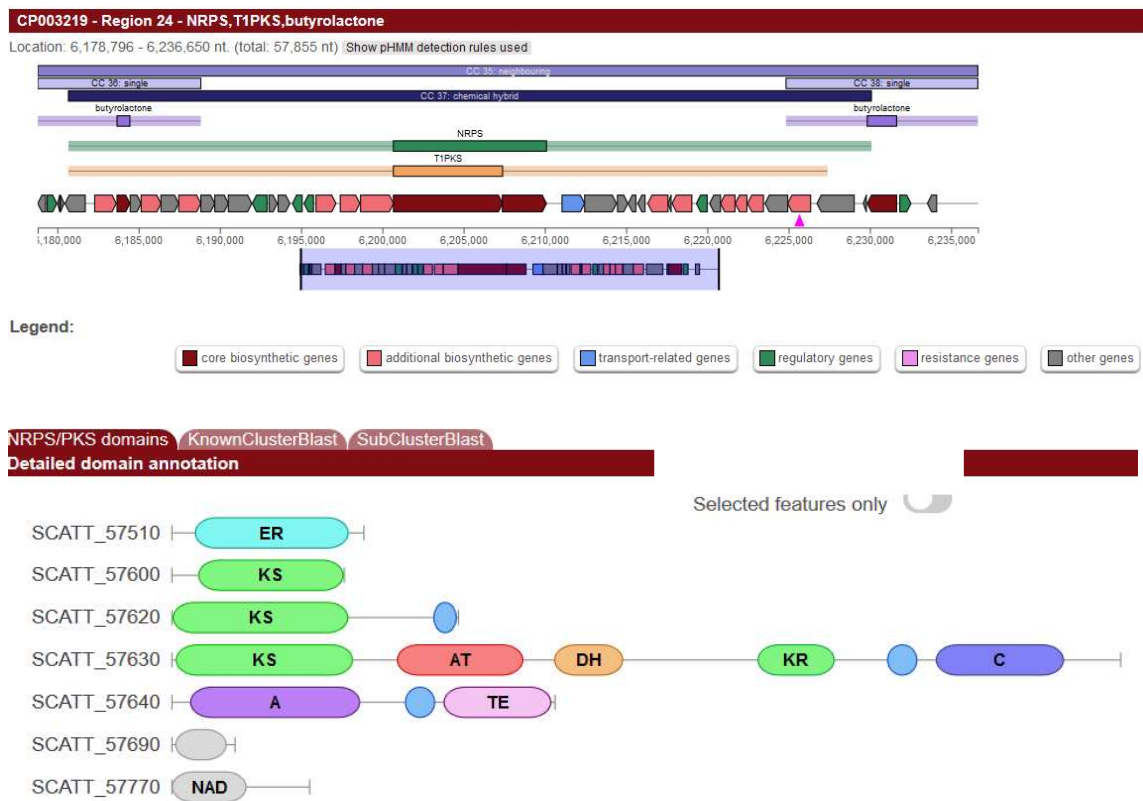 CP003219 - Region 24 - NRPS,T1PKS,butyrolactone
Location: 6,178,796 - 6,236,650 nt. (total: 57,855 nt) Show pHMM detection rules used
CC 35: neighbouring
CC 36: single CC 38: single
CC 37: chemical hybrid
butyrolactone butyrolactone
NRPS
T1PKS
6,180,000 6,185,000 6,190,000 6,195,000 6,200,000 6,205,000 6,210,000 6,215,000 6,220,000 6,225,000 6,230,000 6,235,000
Legend:
core biosynthetic genes additional biosynthetic genes transport-related genes regulatory genes resistance genes other genes
NRPS/PKS domains KnownClusterBlast SubClusterBlast
Detailed domain annotation
Selected features only
SCATT_57510 ER
SCATT_57600 KS
SCATT_57620 KS
SCATT_57630 KS AT DH KR C
SCATT_57640 A TE
SCATT_57690
SCATT_57770 NAD